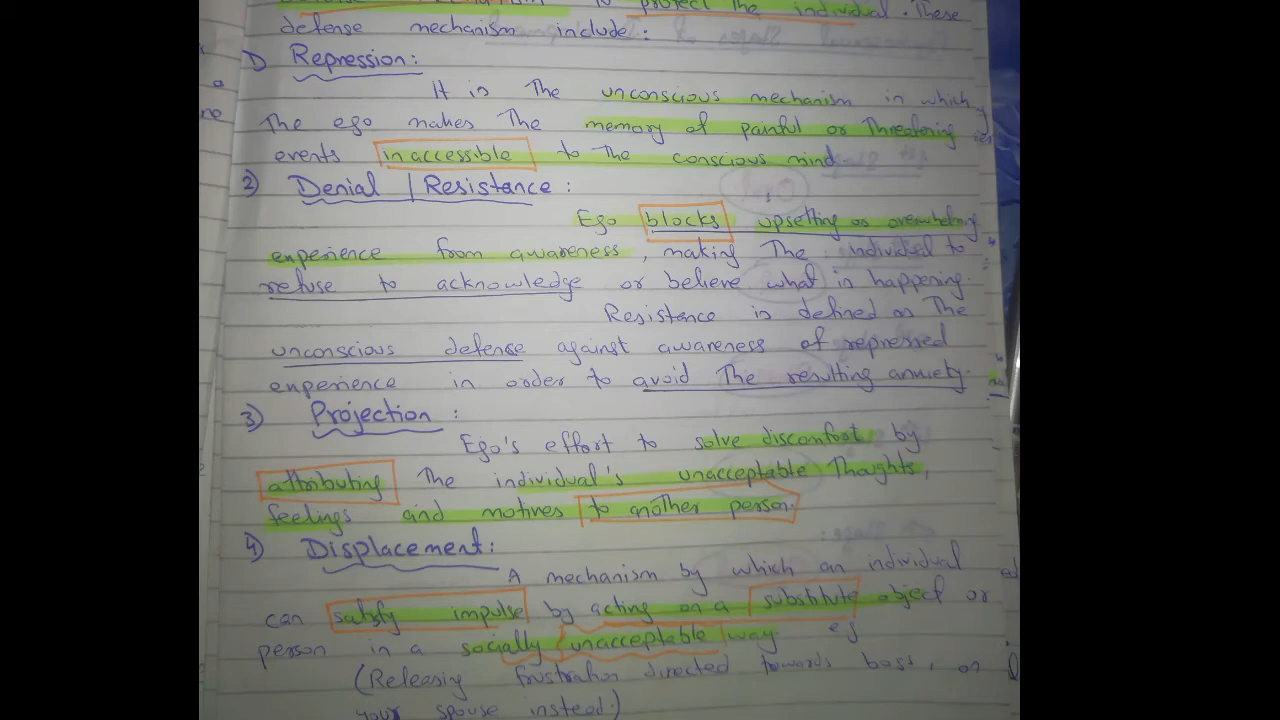 to protect the individual. These
defense mechanism include:
1) Repression:
It is the unconscious mechanism in which
the ego makes the memory of painful or threatening
events inaccessible to the conscious mind
2) Denial / Resistance:
Ego blocks upsetting or overwhelming
experience from awareness, making the individual to
refuse to acknowledge or believe what is happening.
Resistence is defined as the
unconscious defense against awareness of repressed
experience in order to avoid the resulting anxiety.
3) Projection:
Ego's effort to solve discomfort by
attributing the individual's unacceptable thoughts,
feelings and motives to another person.
4) Displacement:
A mechanism by which an individual
can satisfy impulse by acting on a substitute object or
person in a socially unacceptable way. eg
(Releasing frustration directed towards boss, on
your spouse instead.)